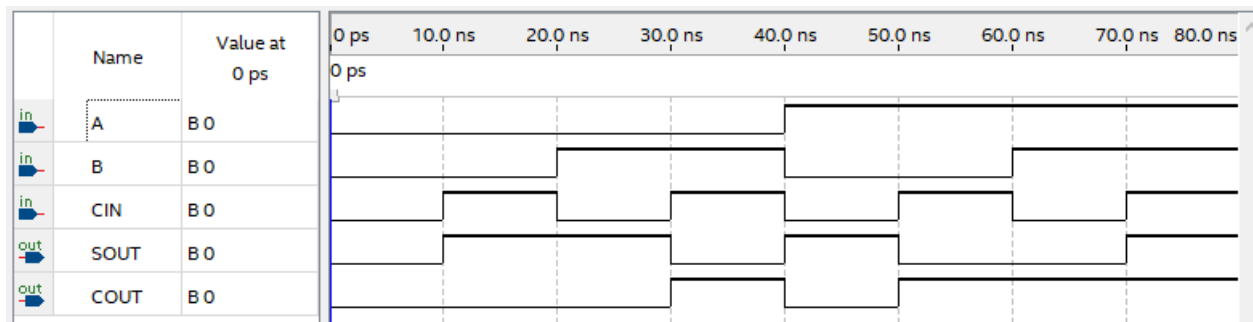 Name
Value at
0 ps
0 ps 10.0 ns 20.0 ns 30.0 ns 40.0 ns 50.0 ns 60.0 ns 70.0 ns 80.0 ns
0 ps
in A B 0
in B B 0
in CIN B 0
out SOUT B 0
out COUT B 0